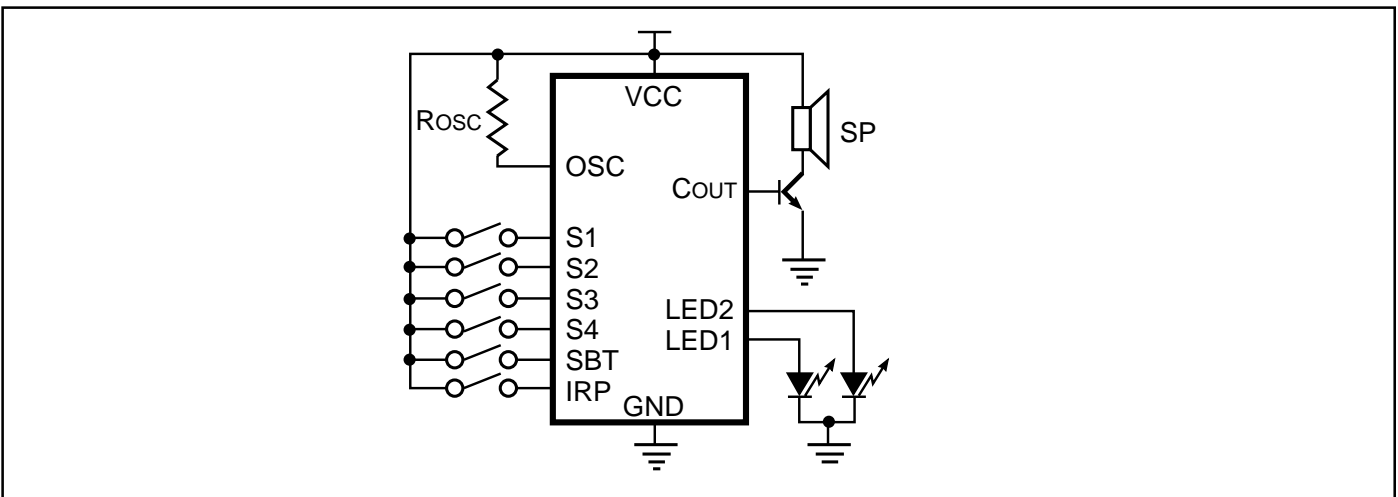 VCC
ROSC
SP
OSC
COUT
S1
S2
S3
S4
SBT
IRP
LED2
LED1
GND